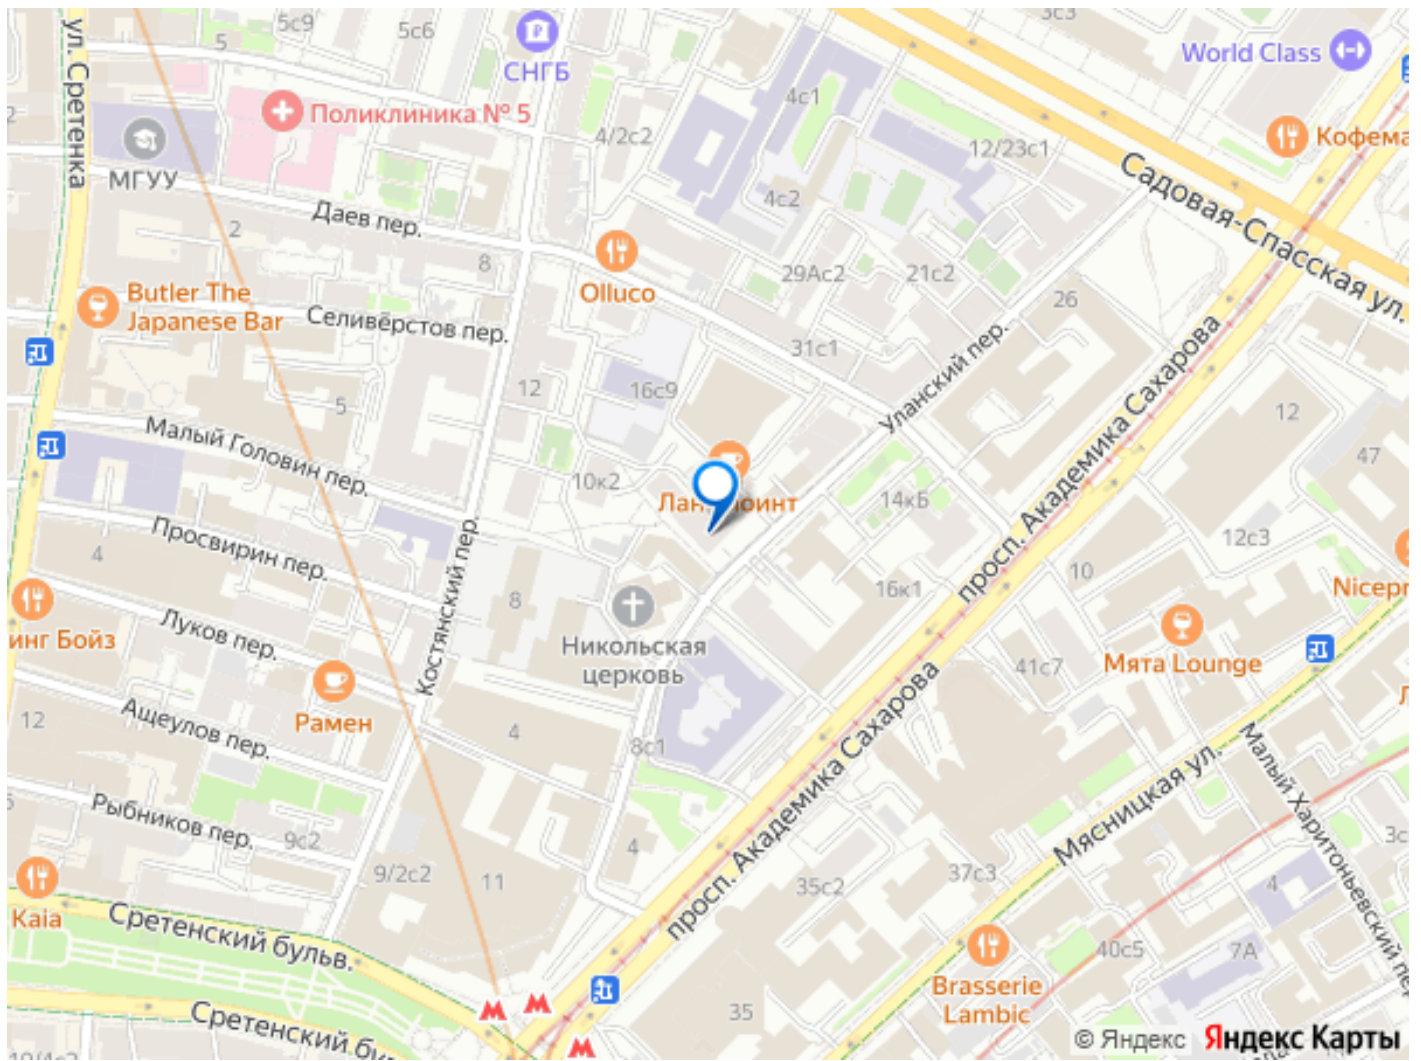 5с9
5с6
5
3с3
СНГБ
World Class
ул. Сретенка
Поликлиника № 5
4/2с2
4с1
12/23с1
Кофема
МГУУ
Даев пер.
2
4с2
Садовая-Спасская ул.
8
Olluco
29Ас2
21с2
26
Butler The
Japanese Bar
Селивёрстов пер.
31с1
Уланский пер.
просп. Академика Сахарова
12
16с9
5
12
47
Малый Головин пер.
10к2
14кБ
Просвирин пер.
4
12с3
10
16к1
8
Костянский пер.
Никольская
церковь
инг Бойз
Луков пер.
Мята Lounge
41с7
Рамен
12
Ащеулов пер.
4
8с1
просп. Академика Сахарова
Мясницкая ул.
Малый Харитоньевский пер.
Рыбников пер.
9с2
4
9/2с2
11
35с2
37с3
4
Kaia
Сретенский бульв.
40с5
7А
Brasserie
Lambic
35
© Яндекс
Яндекс Карты